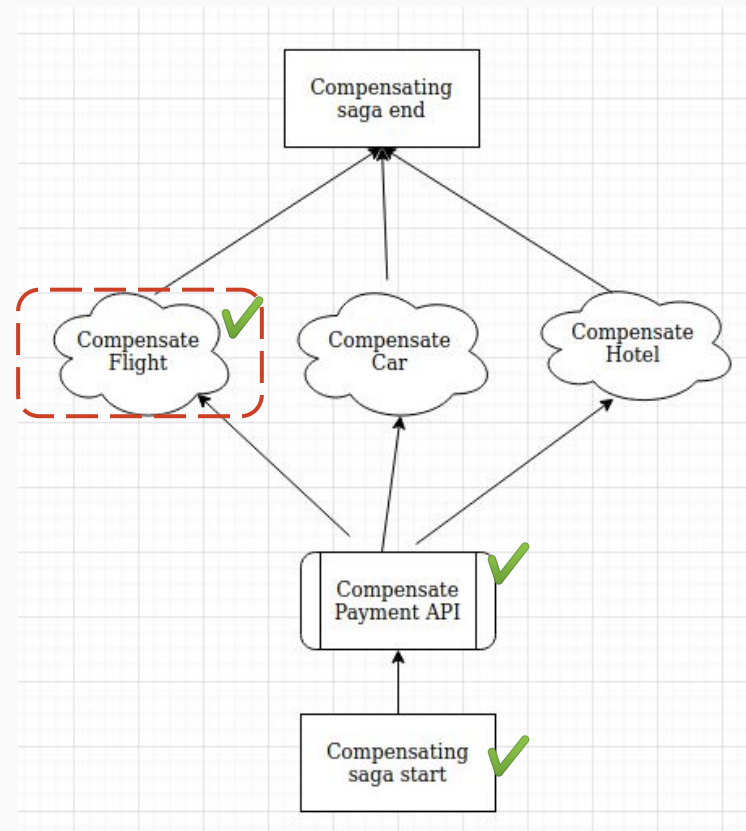 Compensating
saga end
Compensate
Flight
Compensate
Car
Compensate
Hotel
Compensate
Payment API
Compensating
saga start